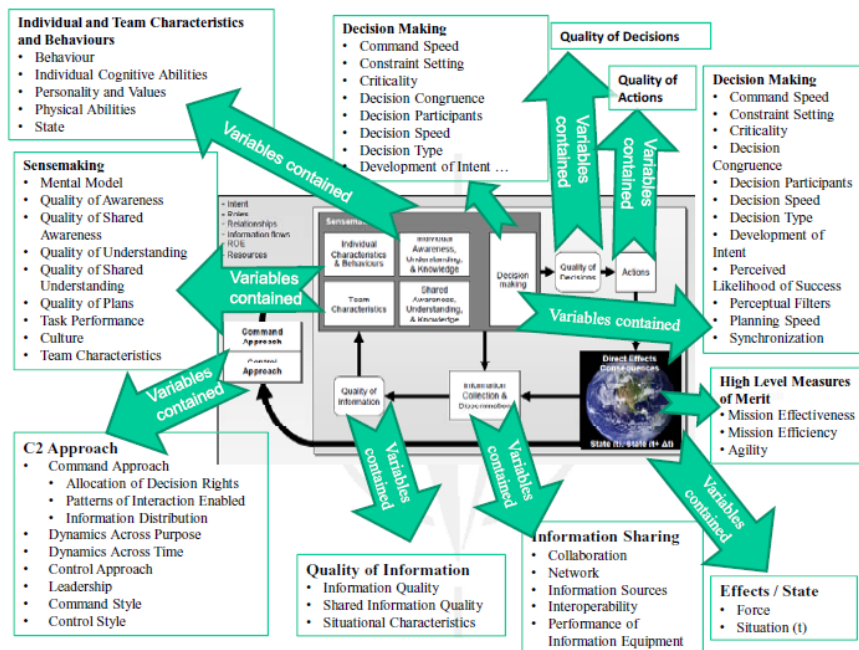 Individual and Team Characteristics
and Behaviours
• Behaviour
• Individual Cognitive Abilities
• Personality and Values
• Physical Abilities
• State
Decision Making
• Command Speed
• Constraint Setting
• Criticality
• Decision Congruence
• Decision Participants
• Decision Speed
• Decision Type
• Development of Intent ...
Quality of Decisions
Quality of
Actions
Decision Making
• Command Speed
• Constraint Setting
• Criticality
• Decision
Congruence
• Decision Participants
• Decision Speed
• Decision Type
• Development of
Intent
• Perceived
Likelihood of Success
• Perceptual Filters
• Planning Speed
• Synchronization
Variables contained
Variables
contained
Variables
contained
Sensemaking
• Mental Model
• Quality of Awareness
• Quality of Shared
Awareness
• Quality of Understanding
• Quality of Shared
Understanding
• Quality of Plans
• Task Performance
• Culture
• Team Characteristics
- Intent
- Roles
Relationships
- Information flows
- ROE
- Resources
Individual
Characteristics
& Behaviours
Individual
Awareness,
Understanding,
& Knowledge
Team
Characteristics
Shared
Awareness,
Understanding,
& Knowledge
Decision
making
Quality of
Decisions
Actions
Variables
contained
Variables contained
Command
Approach
Approach
Quality of
Information
Information
Collection &
Direct Effects
Consequences
State (t), State (t+ Δt)
Variables
contained
High Level Measures
of Merit
• Mission Effectiveness
• Mission Efficiency
• Agility
C2 Approach
• Command Approach
• Allocation of Decision Rights
• Patterns of Interaction Enabled
• Information Distribution
• Dynamics Across Purpose
• Dynamics Across Time
• Control Approach
• Leadership
• Command Style
• Control Style
Variables
contained
Variables
contained
Variables
contained
Quality of Information
• Information Quality
• Shared Information Quality
• Situational Characteristics
Information Sharing
• Collaboration
• Network
• Information Sources
• Interoperability
• Performance of
Information Equipment
Effects / State
• Force
• Situation (t)